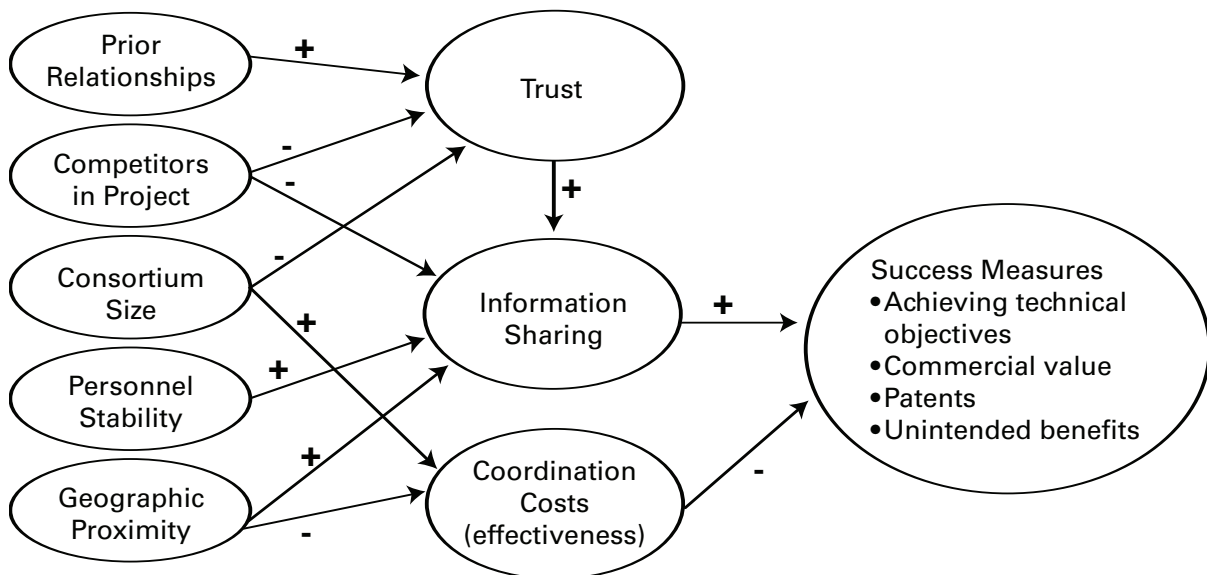 Prior
Relationships
+
Trust
Competitors
in Project
-
-
+
Consortium
Size
-
+
Information
Sharing
+
Success Measures
•Achieving technical
objectives
•Commercial value
•Patents
•Unintended benefits
Personnel
Stability
+
Geographic
Proximity
+
-
Coordination
Costs
(effectiveness)
-